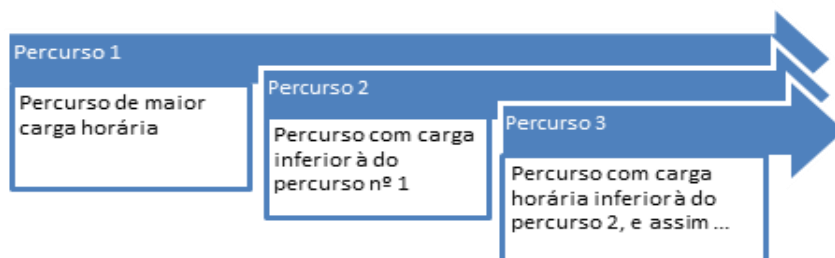 Percurso 1
Percurso de maior
carga horária
Percurso 2
Percurso com carga
inferior à do
percurso nº 1
Percurso 3
Percurso com carga
horária inferior à do
percurso 2, e assim ...